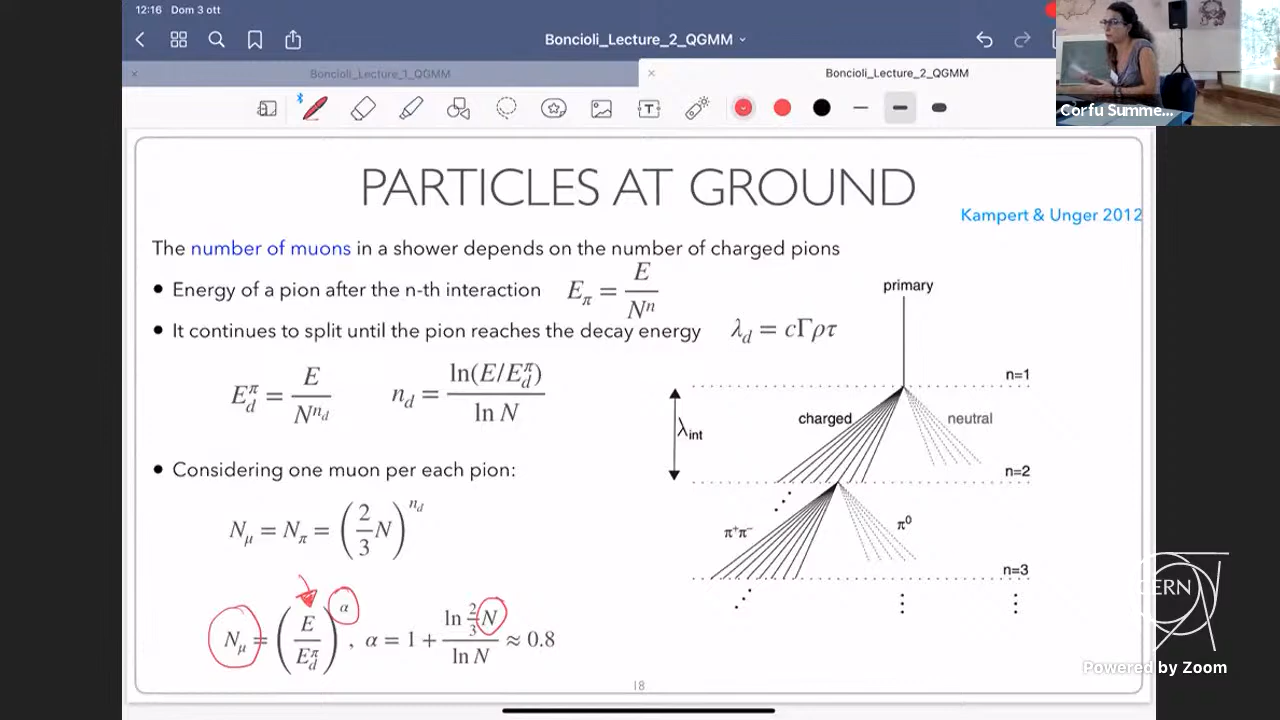 12:16 Dom 3 ott
Boncioli_Lecture_2_QGMM
Boncioli_Lecture_1_QGMM
Boncioli_Lecture_2_QGMM
Corfu Summe...
PARTICLES AT GROUND
Kampert & Unger 2012
The number of muons in a shower depends on the number of charged pions
• Energy of a pion after the n-th interaction E_π = E/N^n
• It continues to split until the pion reaches the decay energy λ_d = cΓρτ
E_d^π = E/N^{n_d} n_d = ln(E/E_d^π)/ln N
• Considering one muon per each pion:
N_μ = N_π = (2/3 N)^{n_d}
N_μ = (E/E_d^π)^α , α = 1 + ln 2/3 N / ln N ≈ 0.8
primary
n=1
charged
neutral
λ_int
n=2
π⁺π⁻
π⁰
n=3
18
CERN
Powered by Zoom